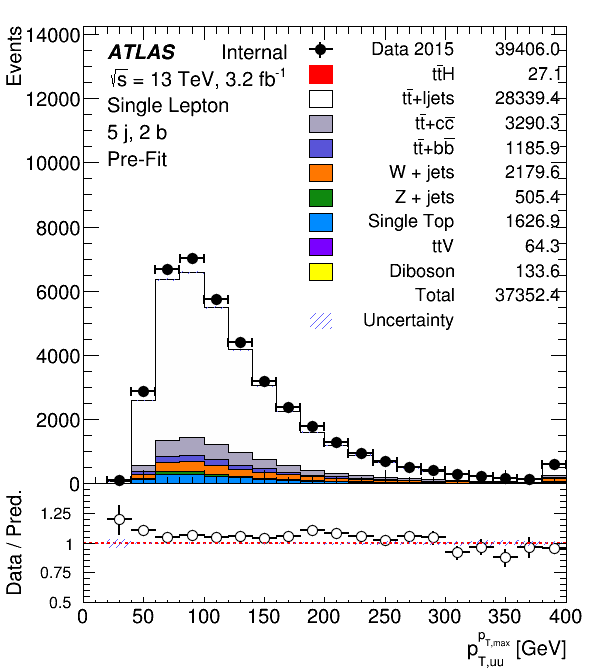 Events
14000
12000
10000
8000
6000
4000
2000
0
ATLAS Internal
√s = 13 TeV, 3.2 fb⁻¹
Single Lepton
5 j, 2 b
Pre-Fit
Data 2015 39406.0
tt̄H 27.1
tt̄+ljets 28339.4
tt̄+cc̄ 3290.3
tt̄+bb̄ 1185.9
W + jets 2179.6
Z + jets 505.4
Single Top 1626.9
ttV 64.3
Diboson 133.6
Total 37352.4
Uncertainty
Data / Pred.
1.25
1
0.75
0.5
0 50 100 150 200 250 300 350 400
p_{T,uu}^{p_{T,max}} [GeV]